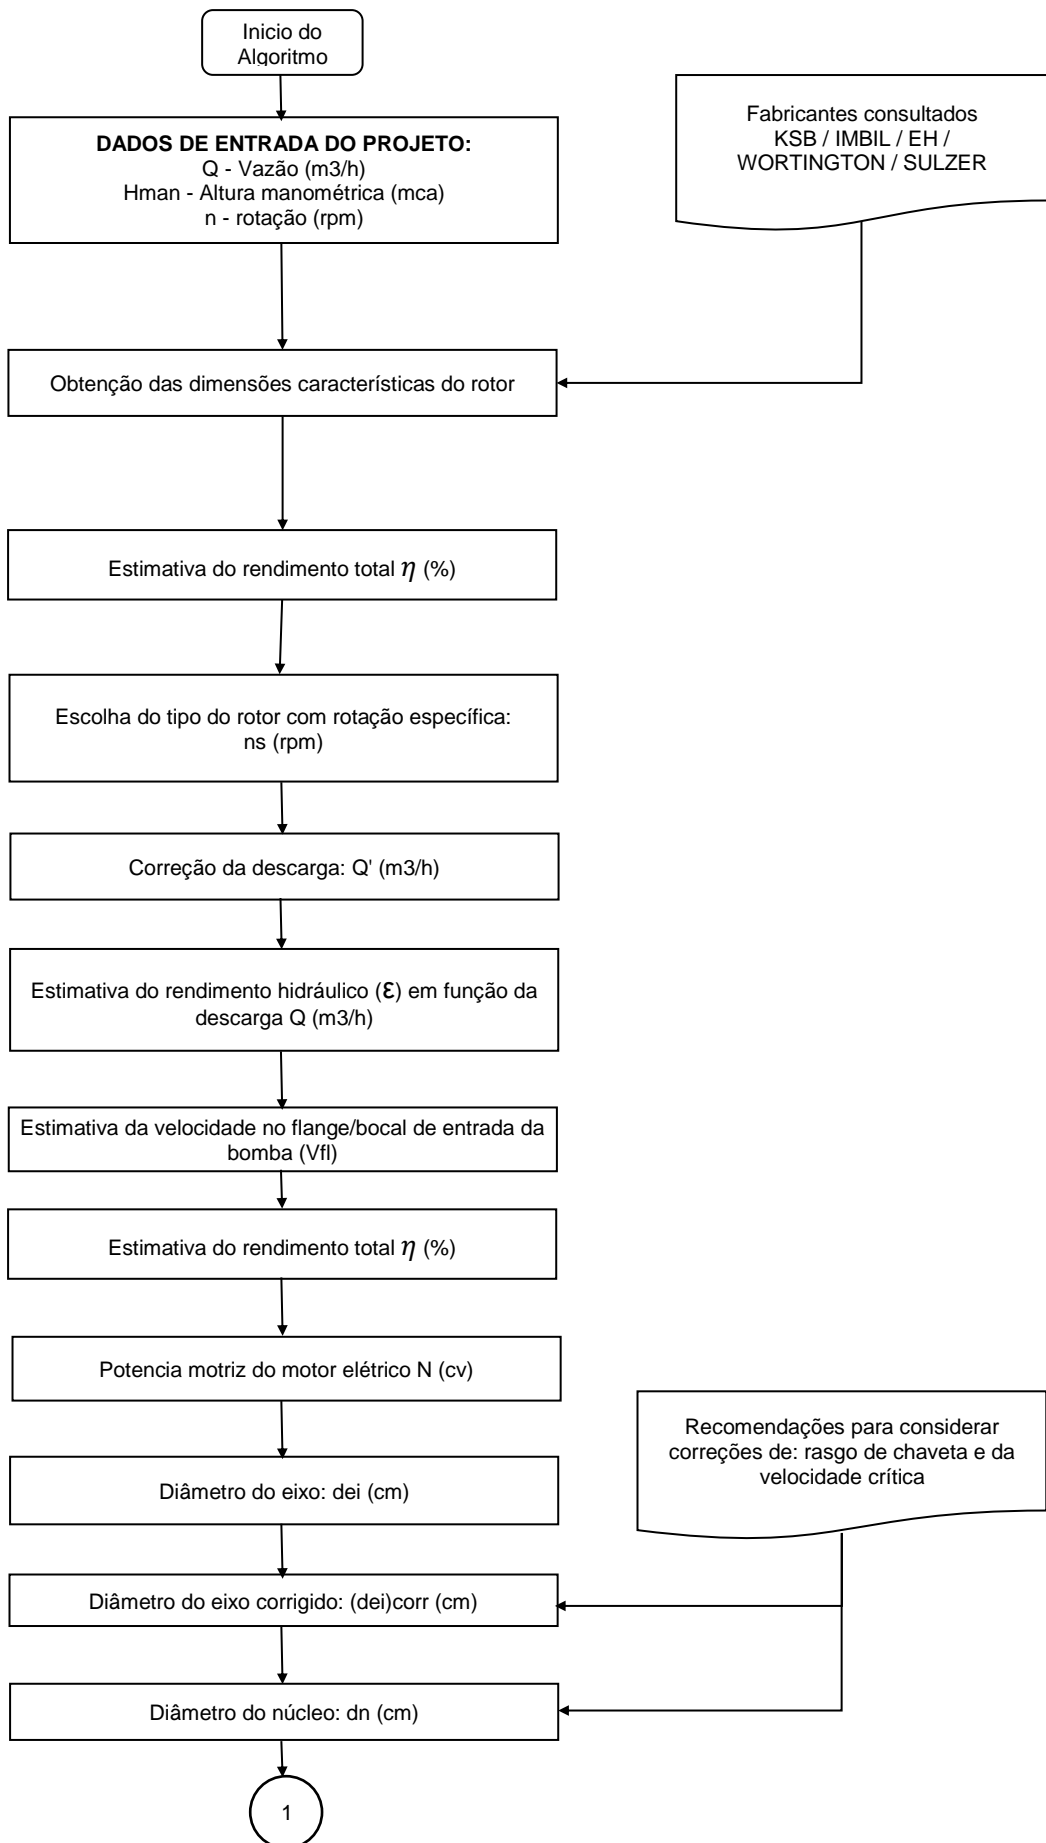 Inicio do
Algoritmo
DADOS DE ENTRADA DO PROJETO:
Q - Vazão (m3/h)
Hman - Altura manométrica (mca)
n - rotação (rpm)
Fabricantes consultados
KSB / IMBIL / EH /
WORTINGTON / SULZER
Obtenção das dimensões características do rotor
Estimativa do rendimento total η (%)
Escolha do tipo do rotor com rotação específica:
ns (rpm)
Correção da descarga: Q' (m3/h)
Estimativa do rendimento hidráulico (Ɛ) em função da
descarga Q (m3/h)
Estimativa da velocidade no flange/bocal de entrada da
bomba (Vfl)
Estimativa do rendimento total η (%)
Potencia motriz do motor elétrico N (cv)
Recomendações para considerar
correções de: rasgo de chaveta e da
velocidade crítica
Diâmetro do eixo: dei (cm)
Diâmetro do eixo corrigido: (dei)corr (cm)
Diâmetro do núcleo: dn (cm)
1